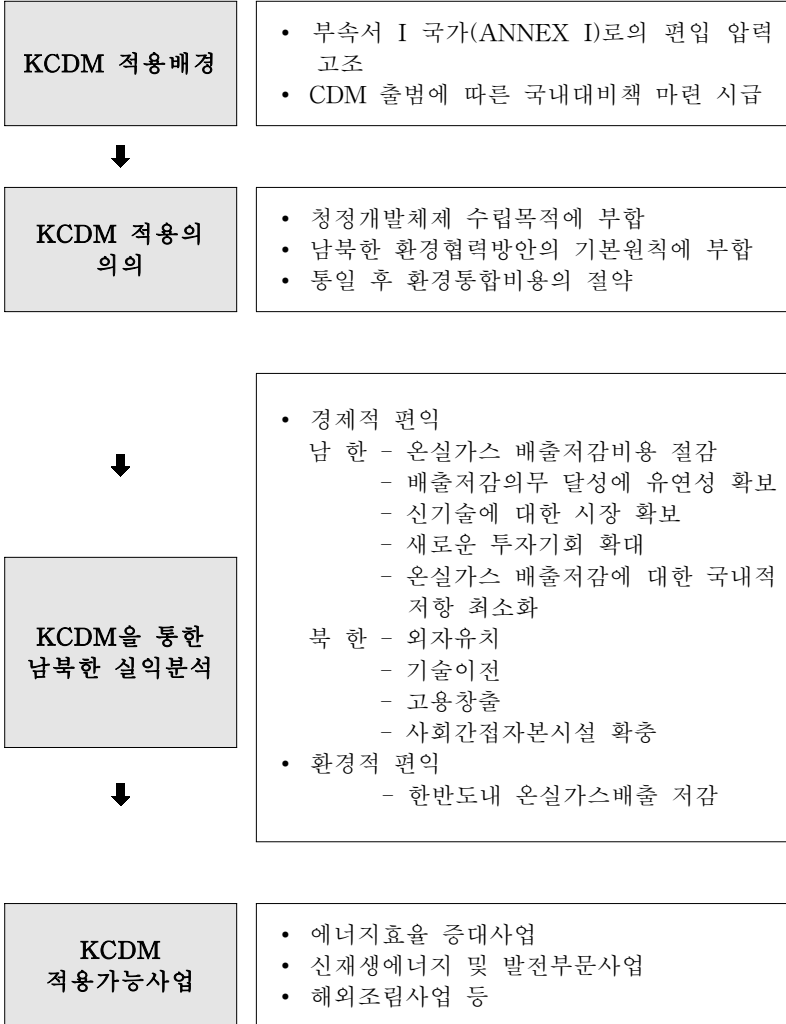 KCDM 적용배경
• 부속서 I 국가(ANNEX I)로의 편입 압력
고조
• CDM 출범에 따른 국내대비책 마련 시급
KCDM 적용의
의의
• 청정개발체제 수립목적에 부합
• 남북한 환경협력방안의 기본원칙에 부합
• 통일 후 환경통합비용의 절약
KCDM을 통한
남북한 실익분석
• 경제적 편익
남 한 - 온실가스 배출저감비용 절감
- 배출저감의무 달성에 유연성 확보
- 신기술에 대한 시장 확보
- 새로운 투자기회 확대
- 온실가스 배출저감에 대한 국내적
저항 최소화
북 한 - 외자유치
- 기술이전
- 고용창출
- 사회간접자본시설 확충
• 환경적 편익
- 한반도내 온실가스배출 저감
KCDM
적용가능사업
• 에너지효율 증대사업
• 신재생에너지 및 발전부문사업
• 해외조림사업 등